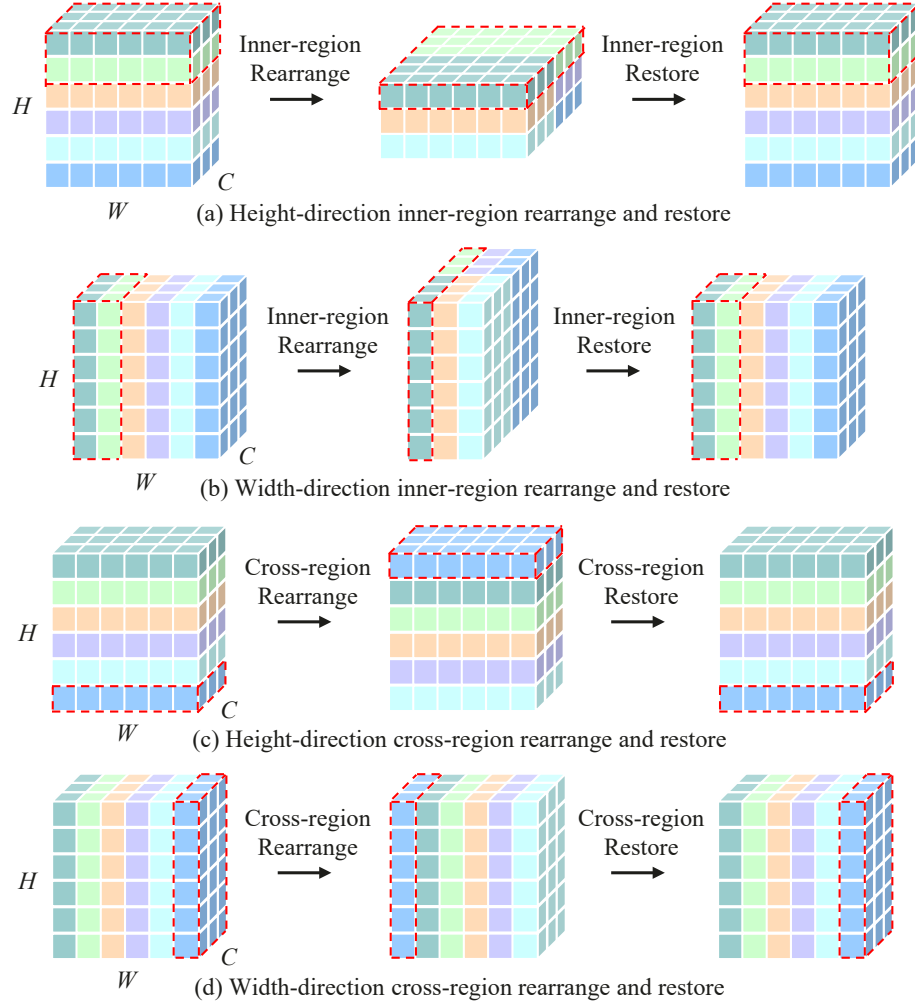 Inner-region
Rearrange
Inner-region
Restore
H
W
C
(a) Height-direction inner-region rearrange and restore
Inner-region
Rearrange
Inner-region
Restore
H
W
C
(b) Width-direction inner-region rearrange and restore
Cross-region
Rearrange
Cross-region
Restore
H
W
C
(c) Height-direction cross-region rearrange and restore
Cross-region
Rearrange
Cross-region
Restore
H
W
C
(d) Width-direction cross-region rearrange and restore